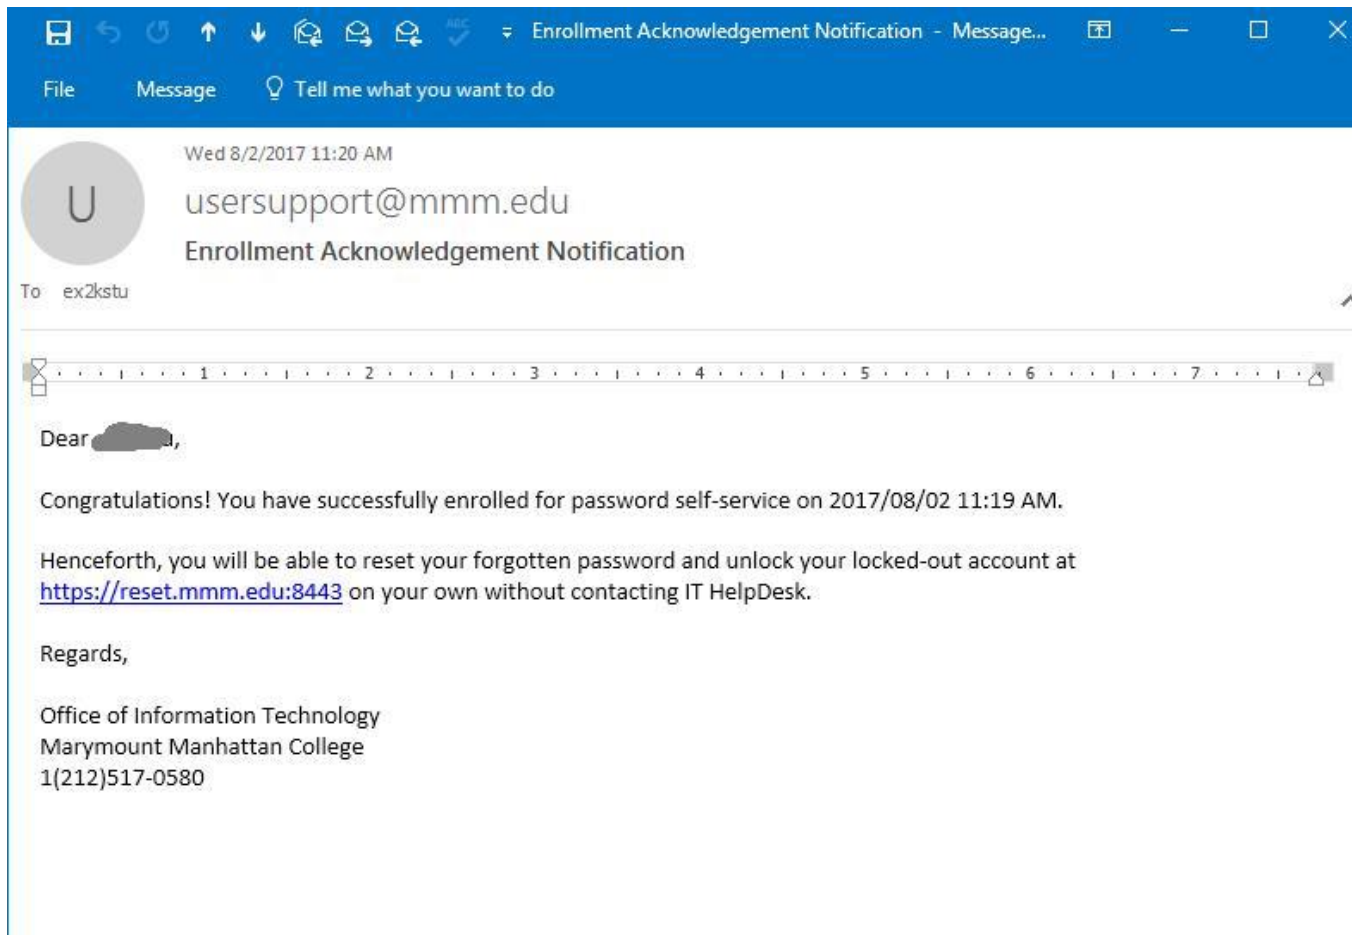 Enrollment Acknowledgement Notification - Message...
File Message Tell me what you want to do
Wed 8/2/2017 11:20 AM
U
usersupport@mmm.edu
Enrollment Acknowledgement Notification
To ex2kstu
1 2 3 4 5 6 7
Dear
Congratulations! You have successfully enrolled for password self-service on 2017/08/02 11:19 AM.
Henceforth, you will be able to reset your forgotten password and unlock your locked-out account at
https://reset.mmm.edu:8443 on your own without contacting IT HelpDesk.
Regards,
Office of Information Technology
Marymount Manhattan College
1(212)517-0580